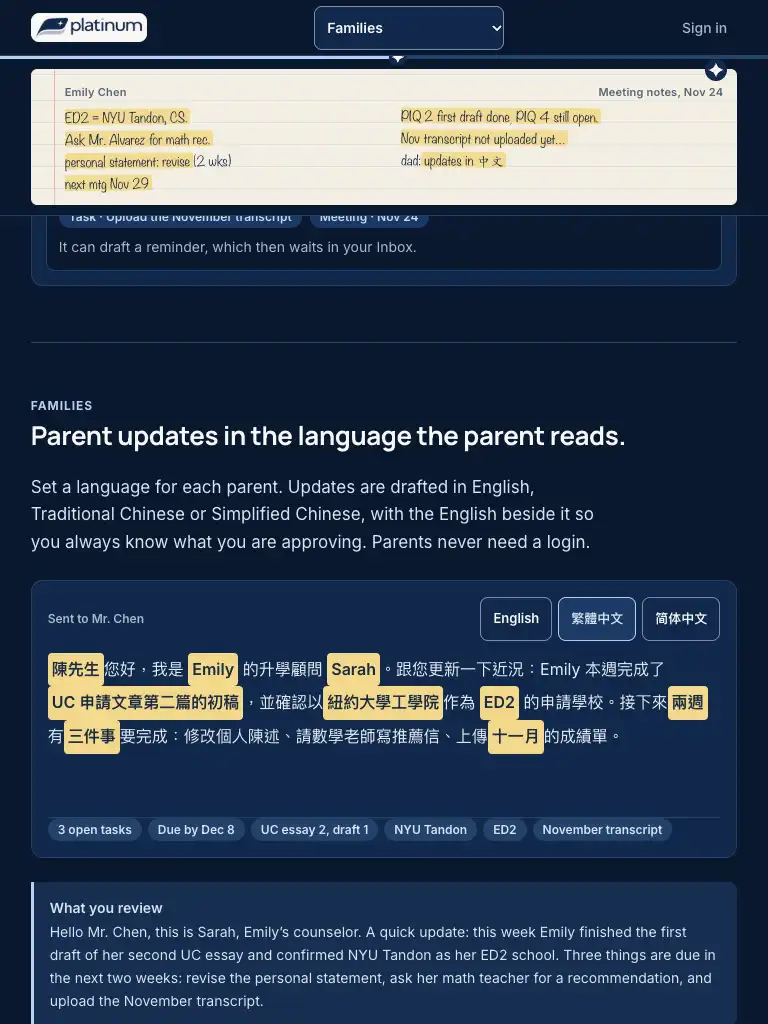 platinum
Families
Sign in
Emily Chen
Meeting notes, Nov 24
ED2 = NYU Tandon, CS.
Ask Mr. Alvarez for math rec.
personal statement: revise (2 wks)
next mtg Nov 29
PIQ 2 first draft done, PIQ 4 still open.
Nov transcript not uploaded yet...
dad: updates in 中文
Task · Upload the November transcript
Meeting · Nov 24
It can draft a reminder, which then waits in your Inbox.
FAMILIES
Parent updates in the language the parent reads.
Set a language for each parent. Updates are drafted in English,
Traditional Chinese or Simplified Chinese, with the English beside it so
you always know what you are approving. Parents never need a login.
Sent to Mr. Chen
English
繁體中文
简体中文
陳先生您好，我是 Emily 的升學顧問 Sarah。跟您更新一下近況：Emily 本週完成了
UC 申請文章第二篇的初稿，並確認以紐約大學工學院作為 ED2 的申請學校。接下來兩週
有三件事要完成：修改個人陳述、請數學老師寫推薦信、上傳十一月的成績單。
3 open tasks
Due by Dec 8
UC essay 2, draft 1
NYU Tandon
ED2
November transcript
What you review
Hello Mr. Chen, this is Sarah, Emily’s counselor. A quick update: this week Emily finished the first
draft of her second UC essay and confirmed NYU Tandon as her ED2 school. Three things are due in
the next two weeks: revise the personal statement, ask her math teacher for a recommendation, and
upload the November transcript.